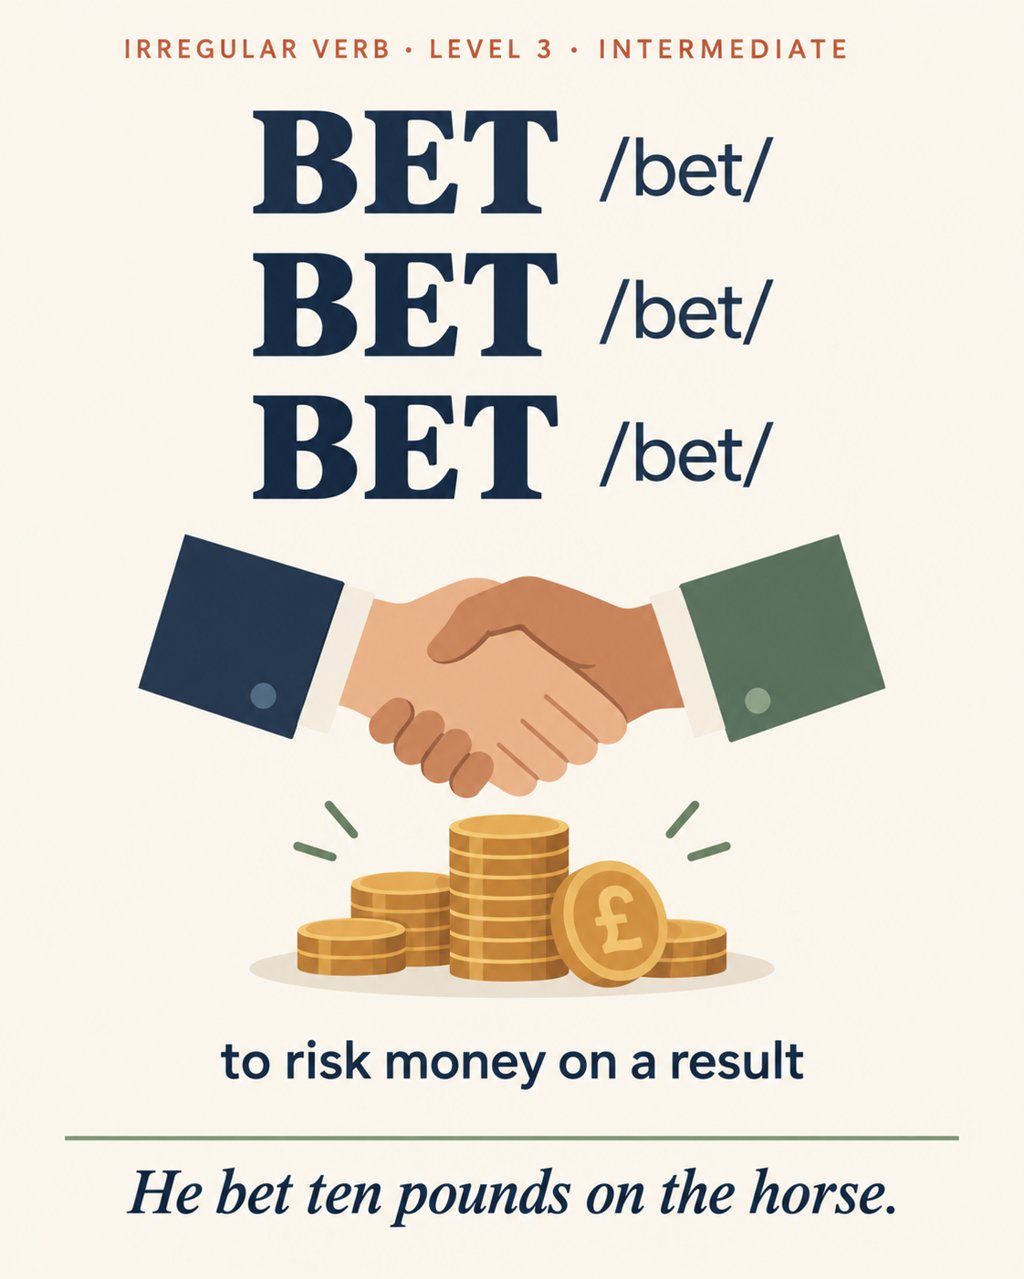 IRREGULAR VERB • LEVEL 3 • INTERMEDIATE
BET /bet/
BET /bet/
BET /bet/
£
to risk money on a result
He bet ten pounds on the horse.